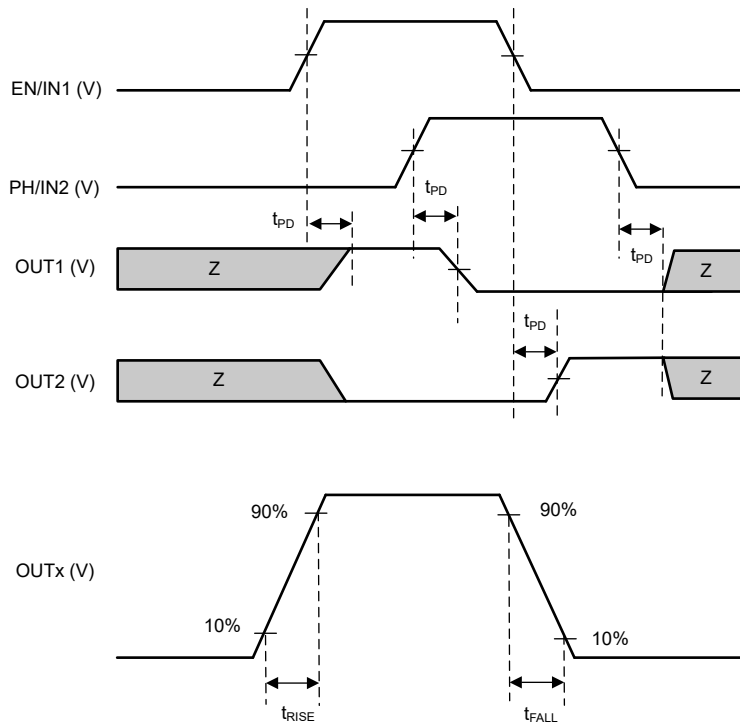 EN/IN1 (V)
PH/IN2 (V)
tPD
tPD
tPD
OUT1 (V)
Z
Z
tPD
OUT2 (V)
Z
Z
90%
90%
OUTx (V)
10%
10%
tRISE
tFALL